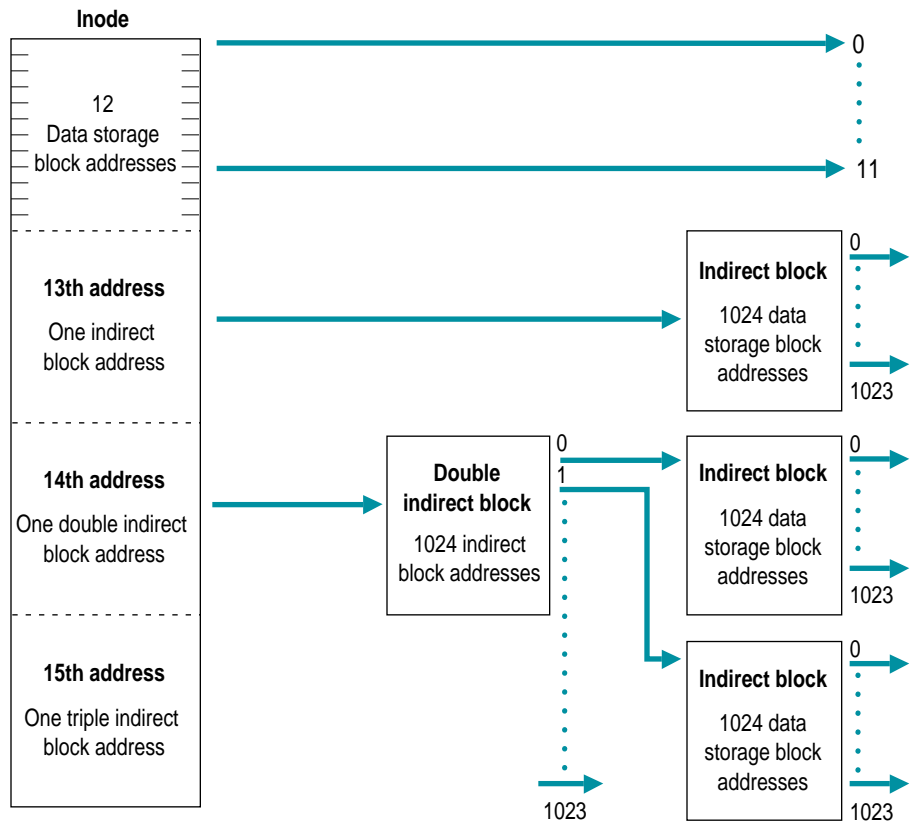 Inode
0
12
Data storage
block addresses
11
0
13th address
One indirect
block address
Indirect block
1024 data
storage block
addresses
1023
14th address
One double indirect
block address
Double
indirect block
1024 indirect
block addresses
0
1
1023
Indirect block
1024 data
storage block
addresses
0
1023
15th address
One triple indirect
block address
Indirect block
1024 data
storage block
addresses
0
1023